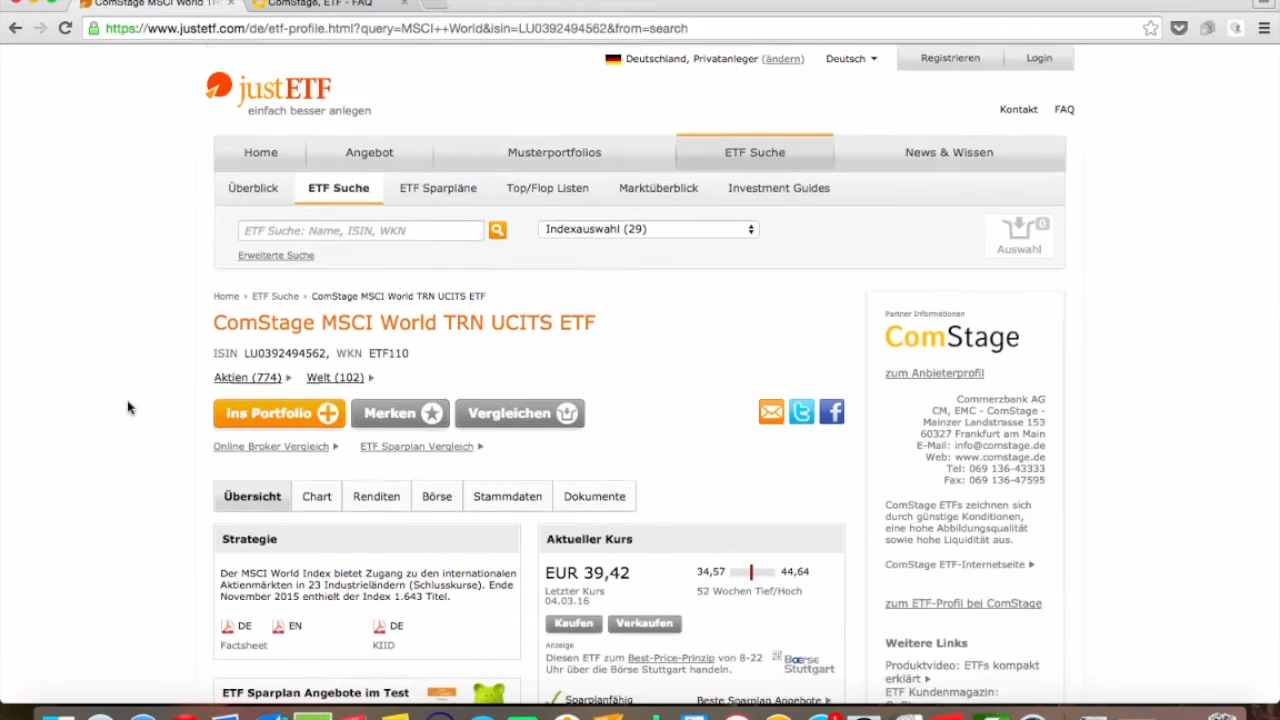 ComStage MSCI World TR
ComStage, ETF - FAQ
https://www.justetf.com/de/etf-profile.html?query=MSCI++World&isin=LU0392494562&from=search
Deutschland, Privatanleger (ändern)
Deutsch
Registrieren
Login
justETF
einfach besser anlegen
Kontakt
FAQ
Home
Angebot
Musterportfolios
ETF Suche
News & Wissen
Überblick
ETF Suche
ETF Sparpläne
Top/Flop Listen
Marktüberblick
Investment Guides
ETF Suche: Name, ISIN, WKN
Indexauswahl (29)
0
Auswahl
Erweiterte Suche
Home › ETF Suche › ComStage MSCI World TRN UCITS ETF
ComStage MSCI World TRN UCITS ETF
ISIN LU0392494562, WKN ETF110
Aktien (774)
Welt (102)
ins Portfolio
Merken
Vergleichen
Online Broker Vergleich
ETF Sparplan Vergleich
Übersicht
Chart
Renditen
Börse
Stammdaten
Dokumente
Strategie
Der MSCI World Index bietet Zugang zu den internationalen
Aktienmärkten in 23 Industrieländern (Schlusskurse). Ende
November 2015 enthielt der Index 1.643 Titel.
DE
EN
DE
Factsheet
KIID
ETF Sparplan Angebote im Test
Aktueller Kurs
EUR 39,42
34,57
44,64
Letzter Kurs
04.03.16
52 Wochen Tief/Hoch
Kaufen
Verkaufen
Anzeige
Diesen ETF zum Best-Price-Prinzip von 8-22
Uhr über die Börse Stuttgart handeln.
Boerse
Stuttgart
Sparplanfähig
Beste Sparplan Angebote
Partner Informationen
ComStage
zum Anbieterprofil
Commerzbank AG
CM, EMC - ComStage -
Mainzer Landstrasse 153
60327 Frankfurt am Main
E-Mail: info@comstage.de
Web: www.comstage.de
Tel: 069 136-43333
Fax: 069 136-47595
ComStage ETFs zeichnen sich
durch günstige Konditionen,
eine hohe Abbildungsqualität
sowie hohe Liquidität aus.
ComStage ETF-Internetseite
zum ETF-Profil bei ComStage
Weitere Links
Produktvideo: ETFs kompakt
erklärt
ETF Kundenmagazin: